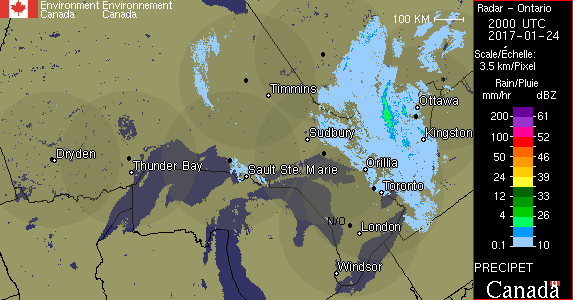 Environment Environnement
Canada Canada
100 KM
Timmins
Ottawa
Sudbury
Kingston
Dryden
Thunder Bay
Sault Ste. Marie
Orillia
Toronto
N/O
London
Windsor
Radar - Ontario
2000 UTC
2017-01-24
Scale/Échelle:
3.5 km/Pixel
Rain/Pluie
mm/hr dBZ
200 61
100 52
50 46
24 39
12 33
4 26
0.1 10
PRECIPET
Canada